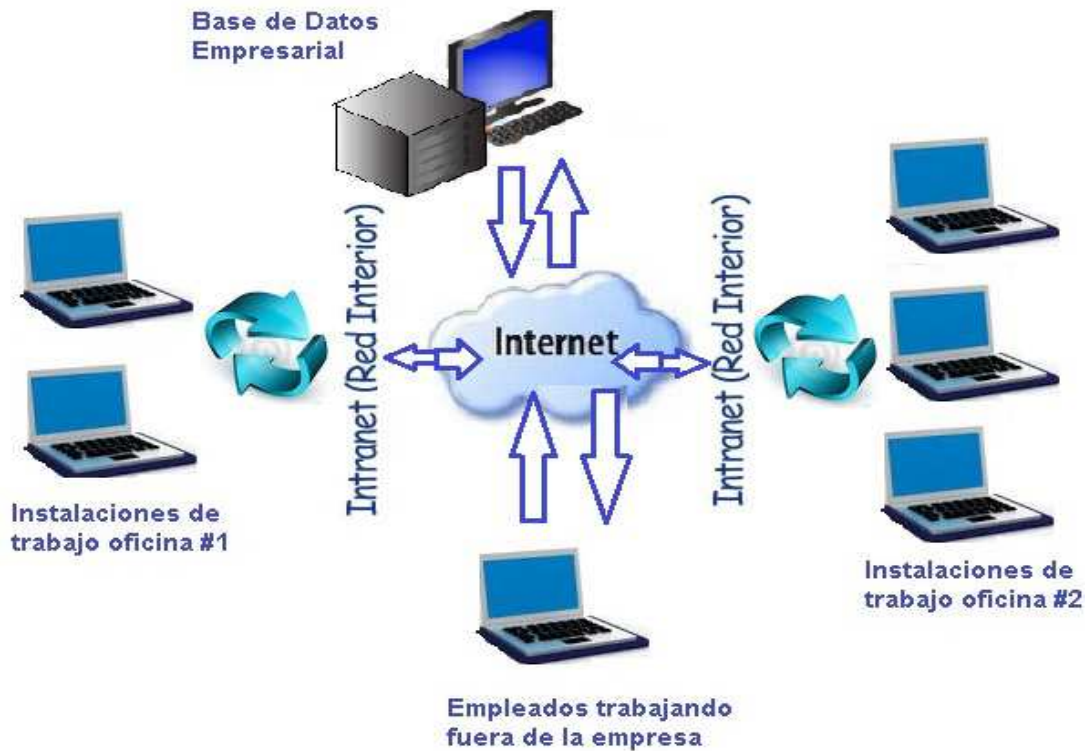 Base de Datos
Empresarial
Intranet (Red Interior)
Internet
Intranet (Red Interior)
Instalaciones de
trabajo oficina #1
Instalaciones de
trabajo oficina #2
Empleados trabajando
fuera de la empresa